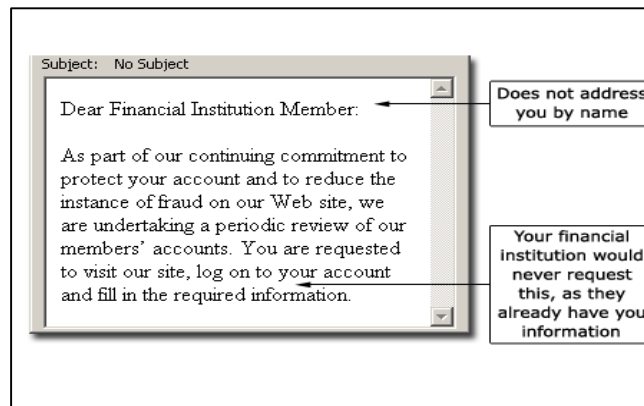 Subject: No Subject
Dear Financial Institution Member:
As part of our continuing commitment to
protect your account and to reduce the
instance of fraud on our Web site, we
are undertaking a periodic review of our
members' accounts. You are requested
to visit our site, log on to your account
and fill in the required information.
Does not address
you by name
Your financial
institution would
never request
this, as they
already have you
information